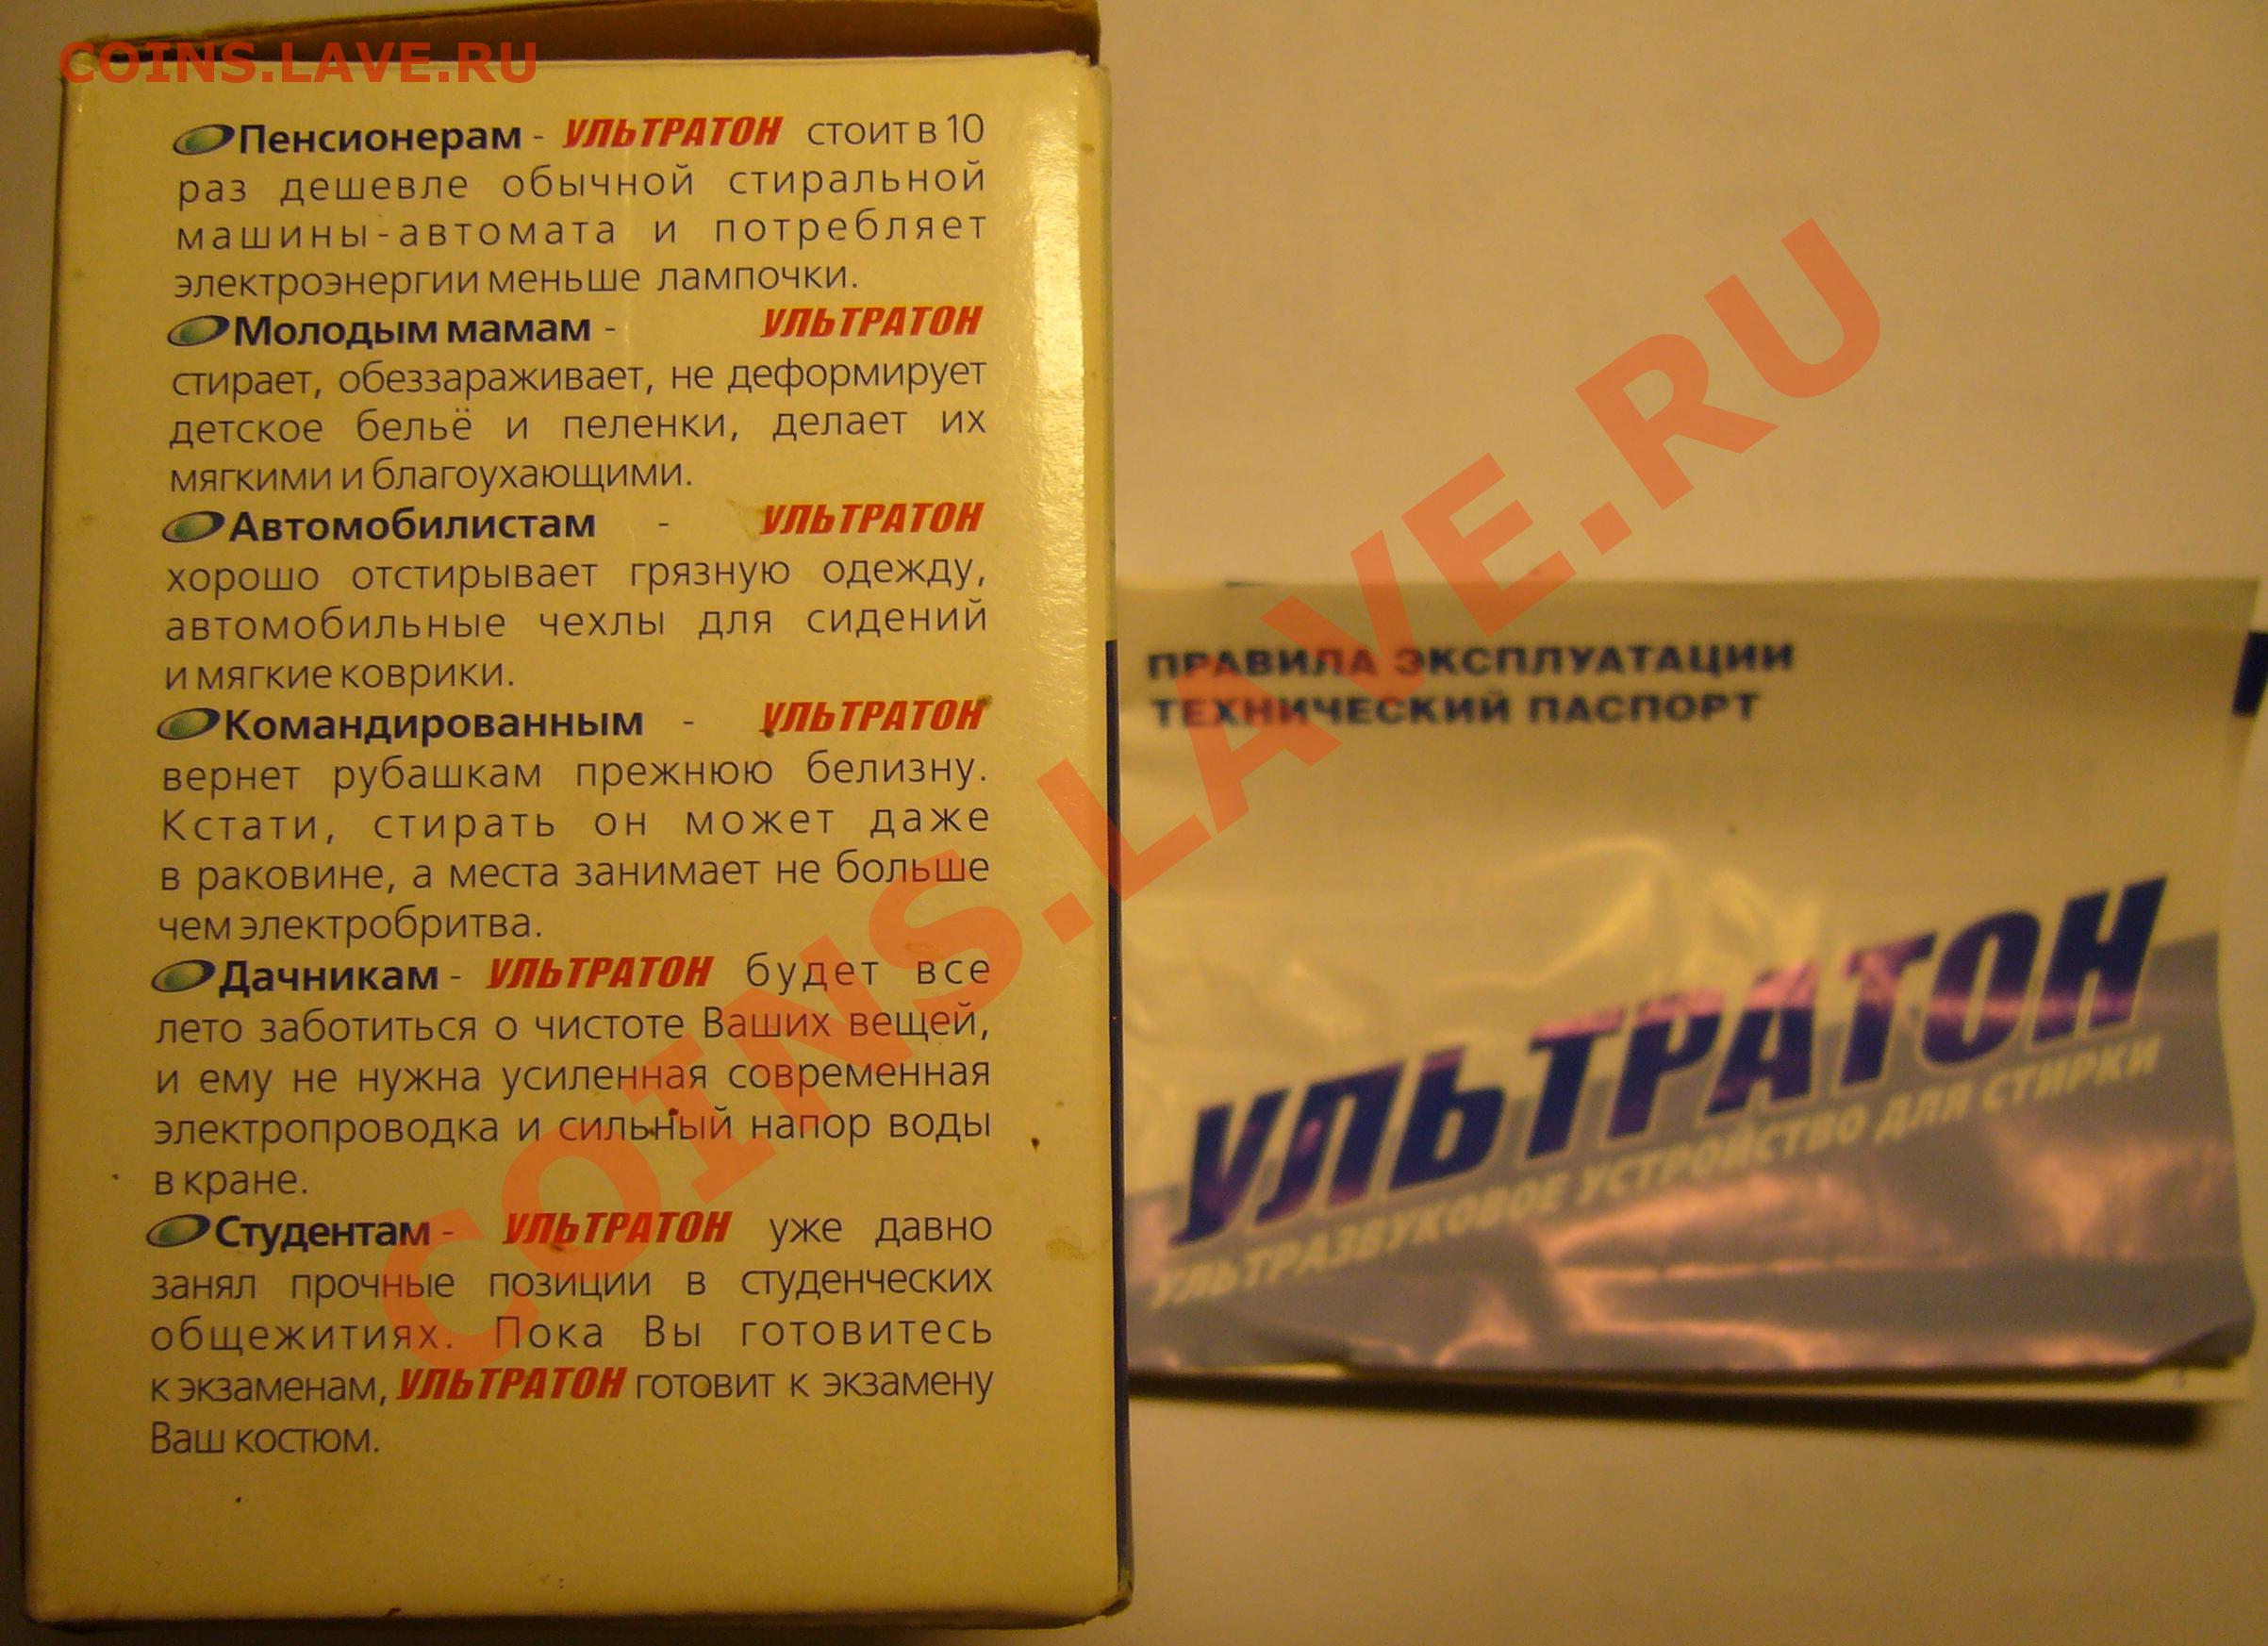 COINS.LAVE.RU
Пенсионерам - УЛЬТРАТОН стоит в 10
раз дешевле обычной стиральной
машины-автомата и потребляет
электроэнергии меньше лампочки.
Молодым мамам - УЛЬТРАТОН
стирает, обеззараживает, не деформирует
детское бельё и пеленки, делает их
мягкими и благоухающими.
Автомобилистам - УЛЬТРАТОН
хорошо отстирывает грязную одежду,
автомобильные чехлы для сидений
и мягкие коврики.
Командированным - УЛЬТРАТОН
вернет рубашкам прежнюю белизну.
Кстати, стирать он может даже
в раковине, а места занимает не больше
чем электробритва.
Дачникам - УЛЬТРАТОН будет все
лето заботиться о чистоте Ваших вещей,
и ему не нужна усиленная современная
электропроводка и сильный напор воды
в кране.
Студентам - УЛЬТРАТОН уже давно
занял прочные позиции в студенческих
общежитиях. Пока Вы готовитесь
к экзаменам, УЛЬТРАТОН готовит к экзамену
Ваш костюм.
ПРАВИЛА ЭКСПЛУАТАЦИИ
ТЕХНИЧЕСКИЙ ПАСПОРТ
УЛЬТРАТОН
УЛЬТРАЗВУКОВОЕ УСТРОЙСТВО ДЛЯ СТИРКИ
COINS.LAVE.RU